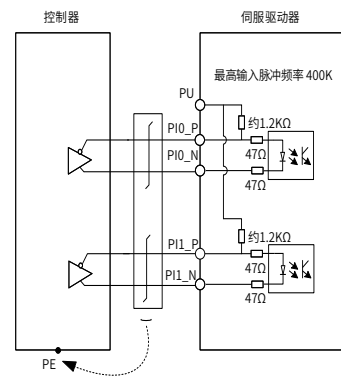 控制器
伺服驱动器
最高输入脉冲频率 400K
PU
约1.2KΩ
PI0_P
47Ω
PI0_N
47Ω
约1.2KΩ
PI1_P
47Ω
PI1_N
47Ω
PE